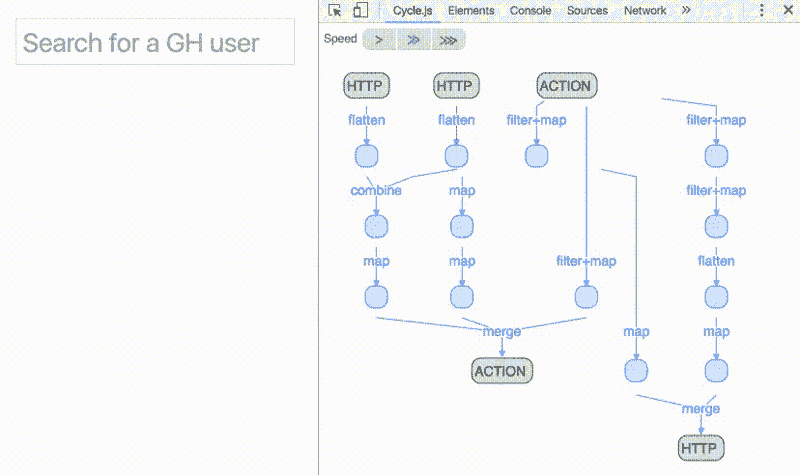 Search for a GH user
Cycle.js Elements Console Sources Network »
Speed > >> >>>
HTTP HTTP ACTION
flatten flatten filter+map filter+map
combine map filter+map
map map filter+map flatten
merge map map
ACTION
merge
HTTP